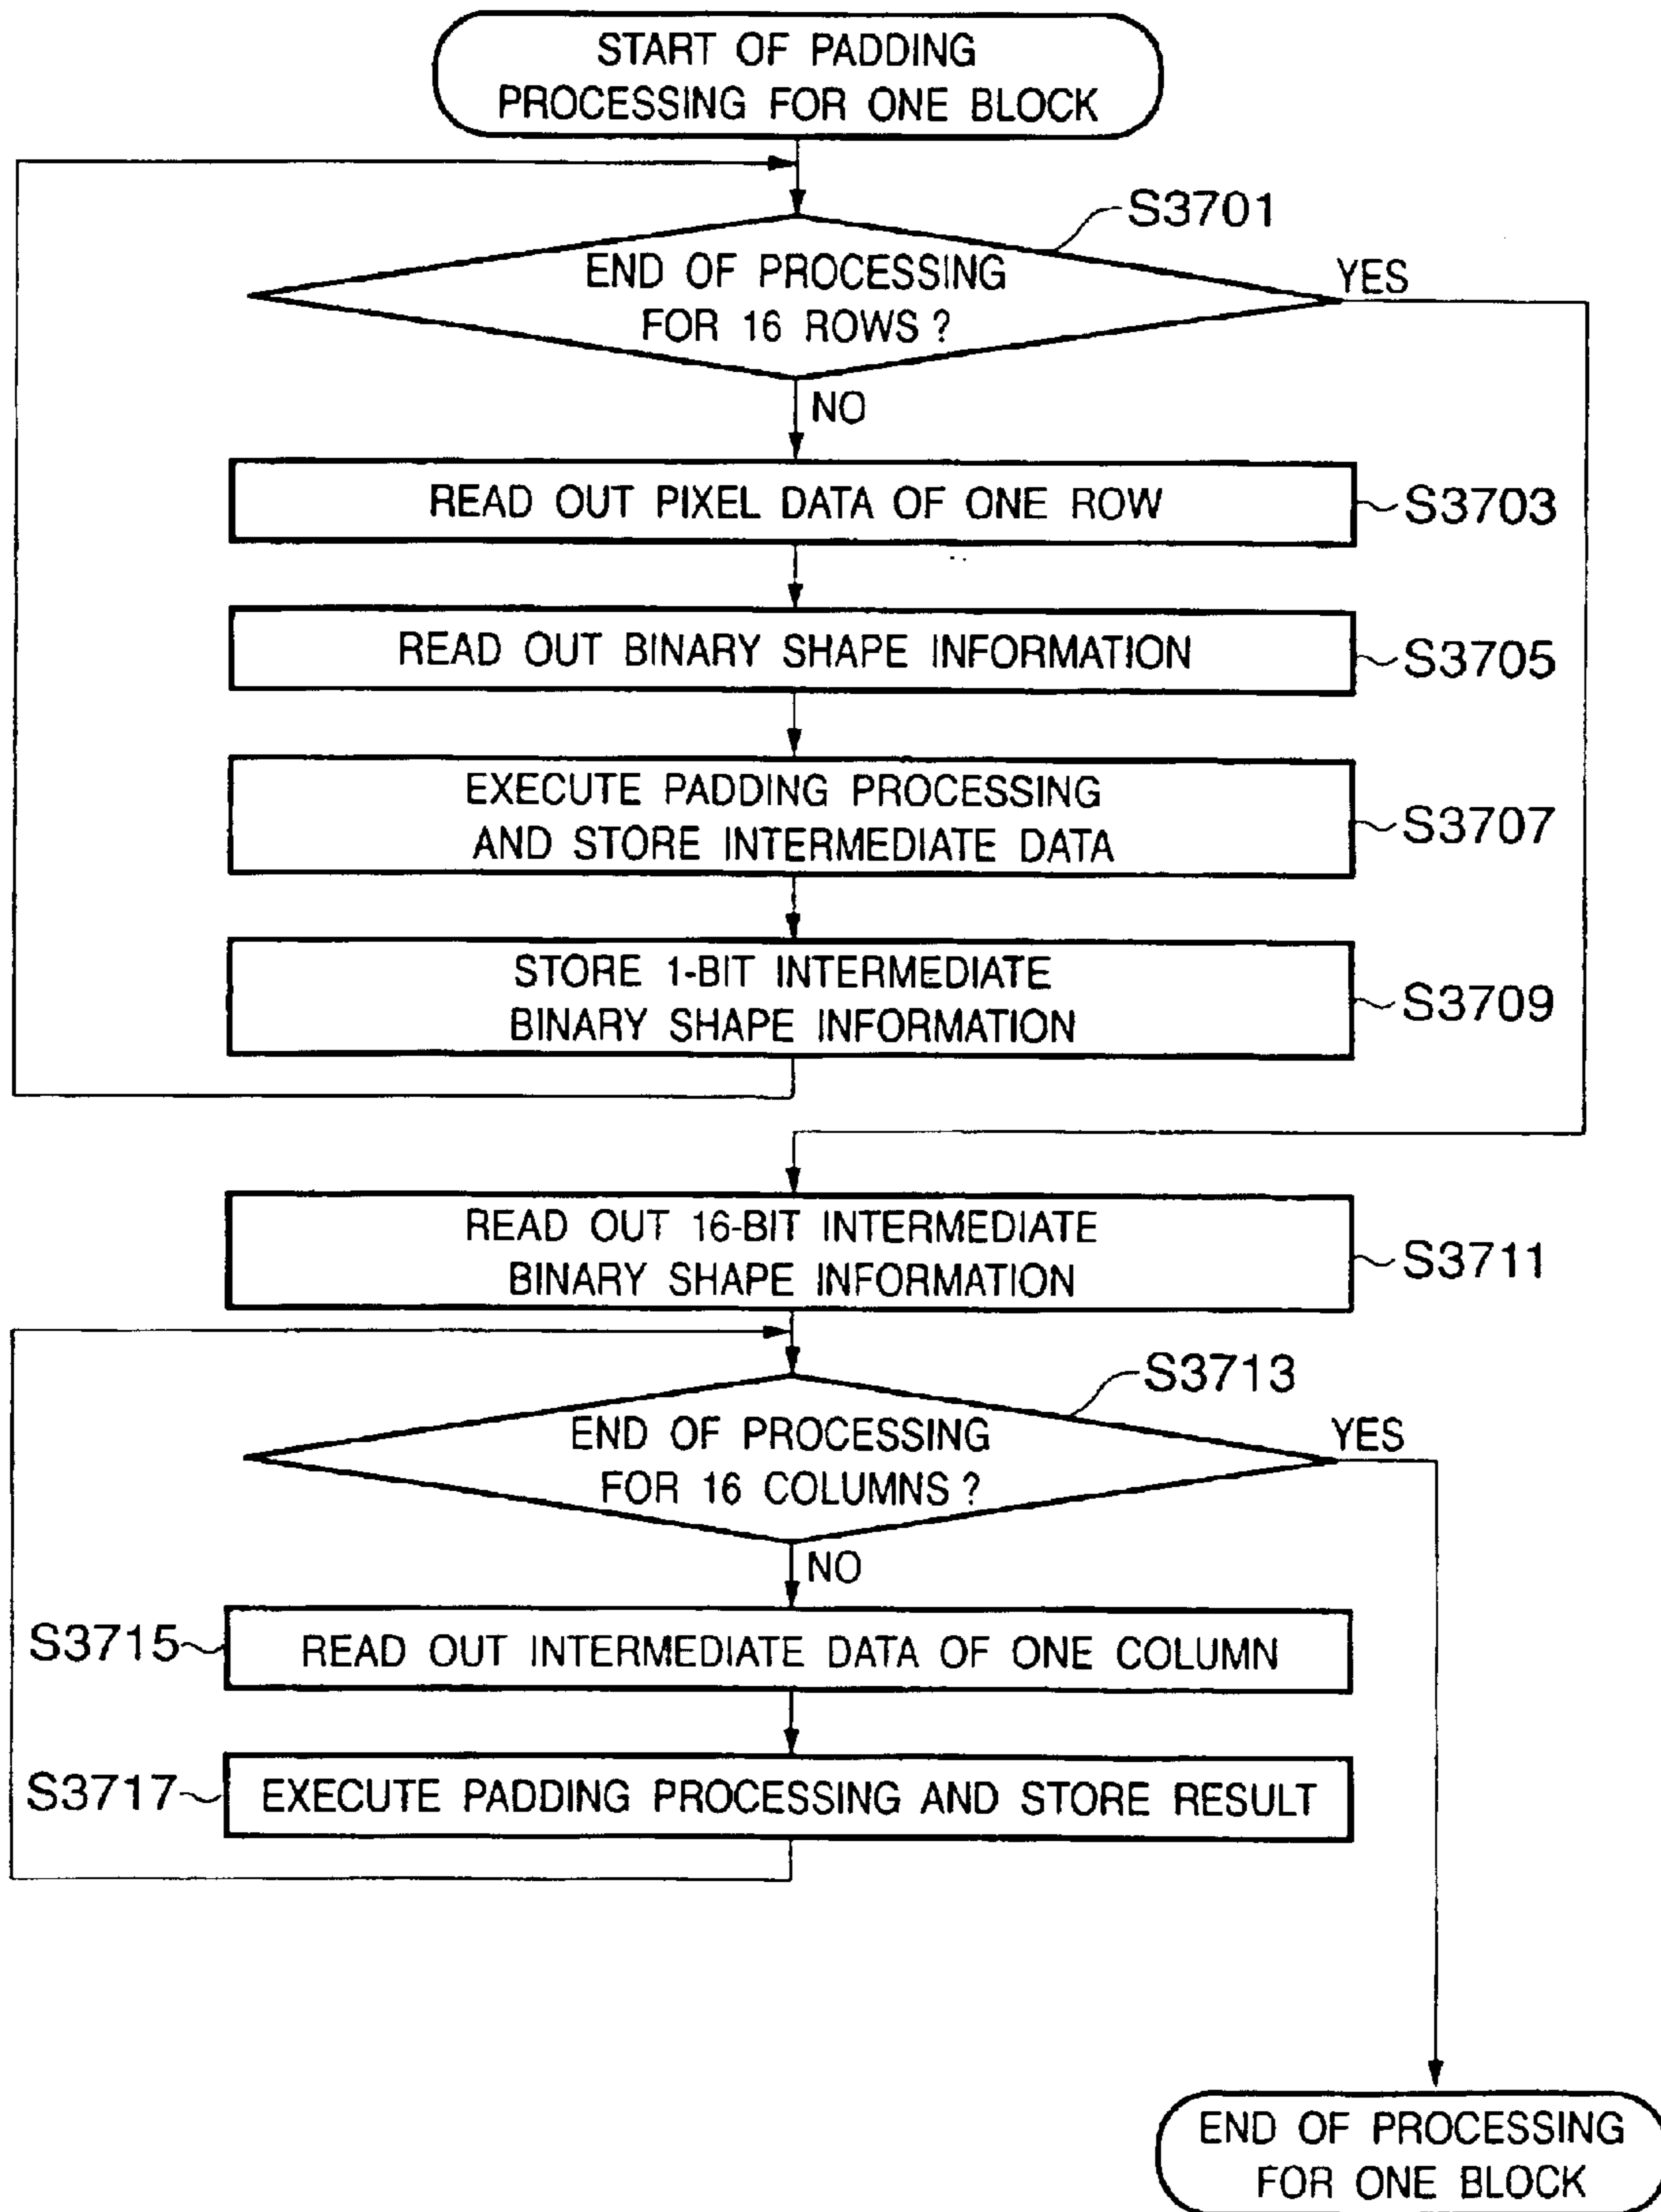 START OF PADDING
PROCESSING FOR ONE BLOCK
S3701
END OF PROCESSING
FOR 16 ROWS ?
YES
NO
READ OUT PIXEL DATA OF ONE ROW
S3703
READ OUT BINARY SHAPE INFORMATION
S3705
EXECUTE PADDING PROCESSING
AND STORE INTERMEDIATE DATA
S3707
STORE 1-BIT INTERMEDIATE
BINARY SHAPE INFORMATION
S3709
READ OUT 16-BIT INTERMEDIATE
BINARY SHAPE INFORMATION
S3711
S3713
END OF PROCESSING
FOR 16 COLUMNS ?
YES
NO
S3715
READ OUT INTERMEDIATE DATA OF ONE COLUMN
S3717
EXECUTE PADDING PROCESSING AND STORE RESULT
END OF PROCESSING
FOR ONE BLOCK